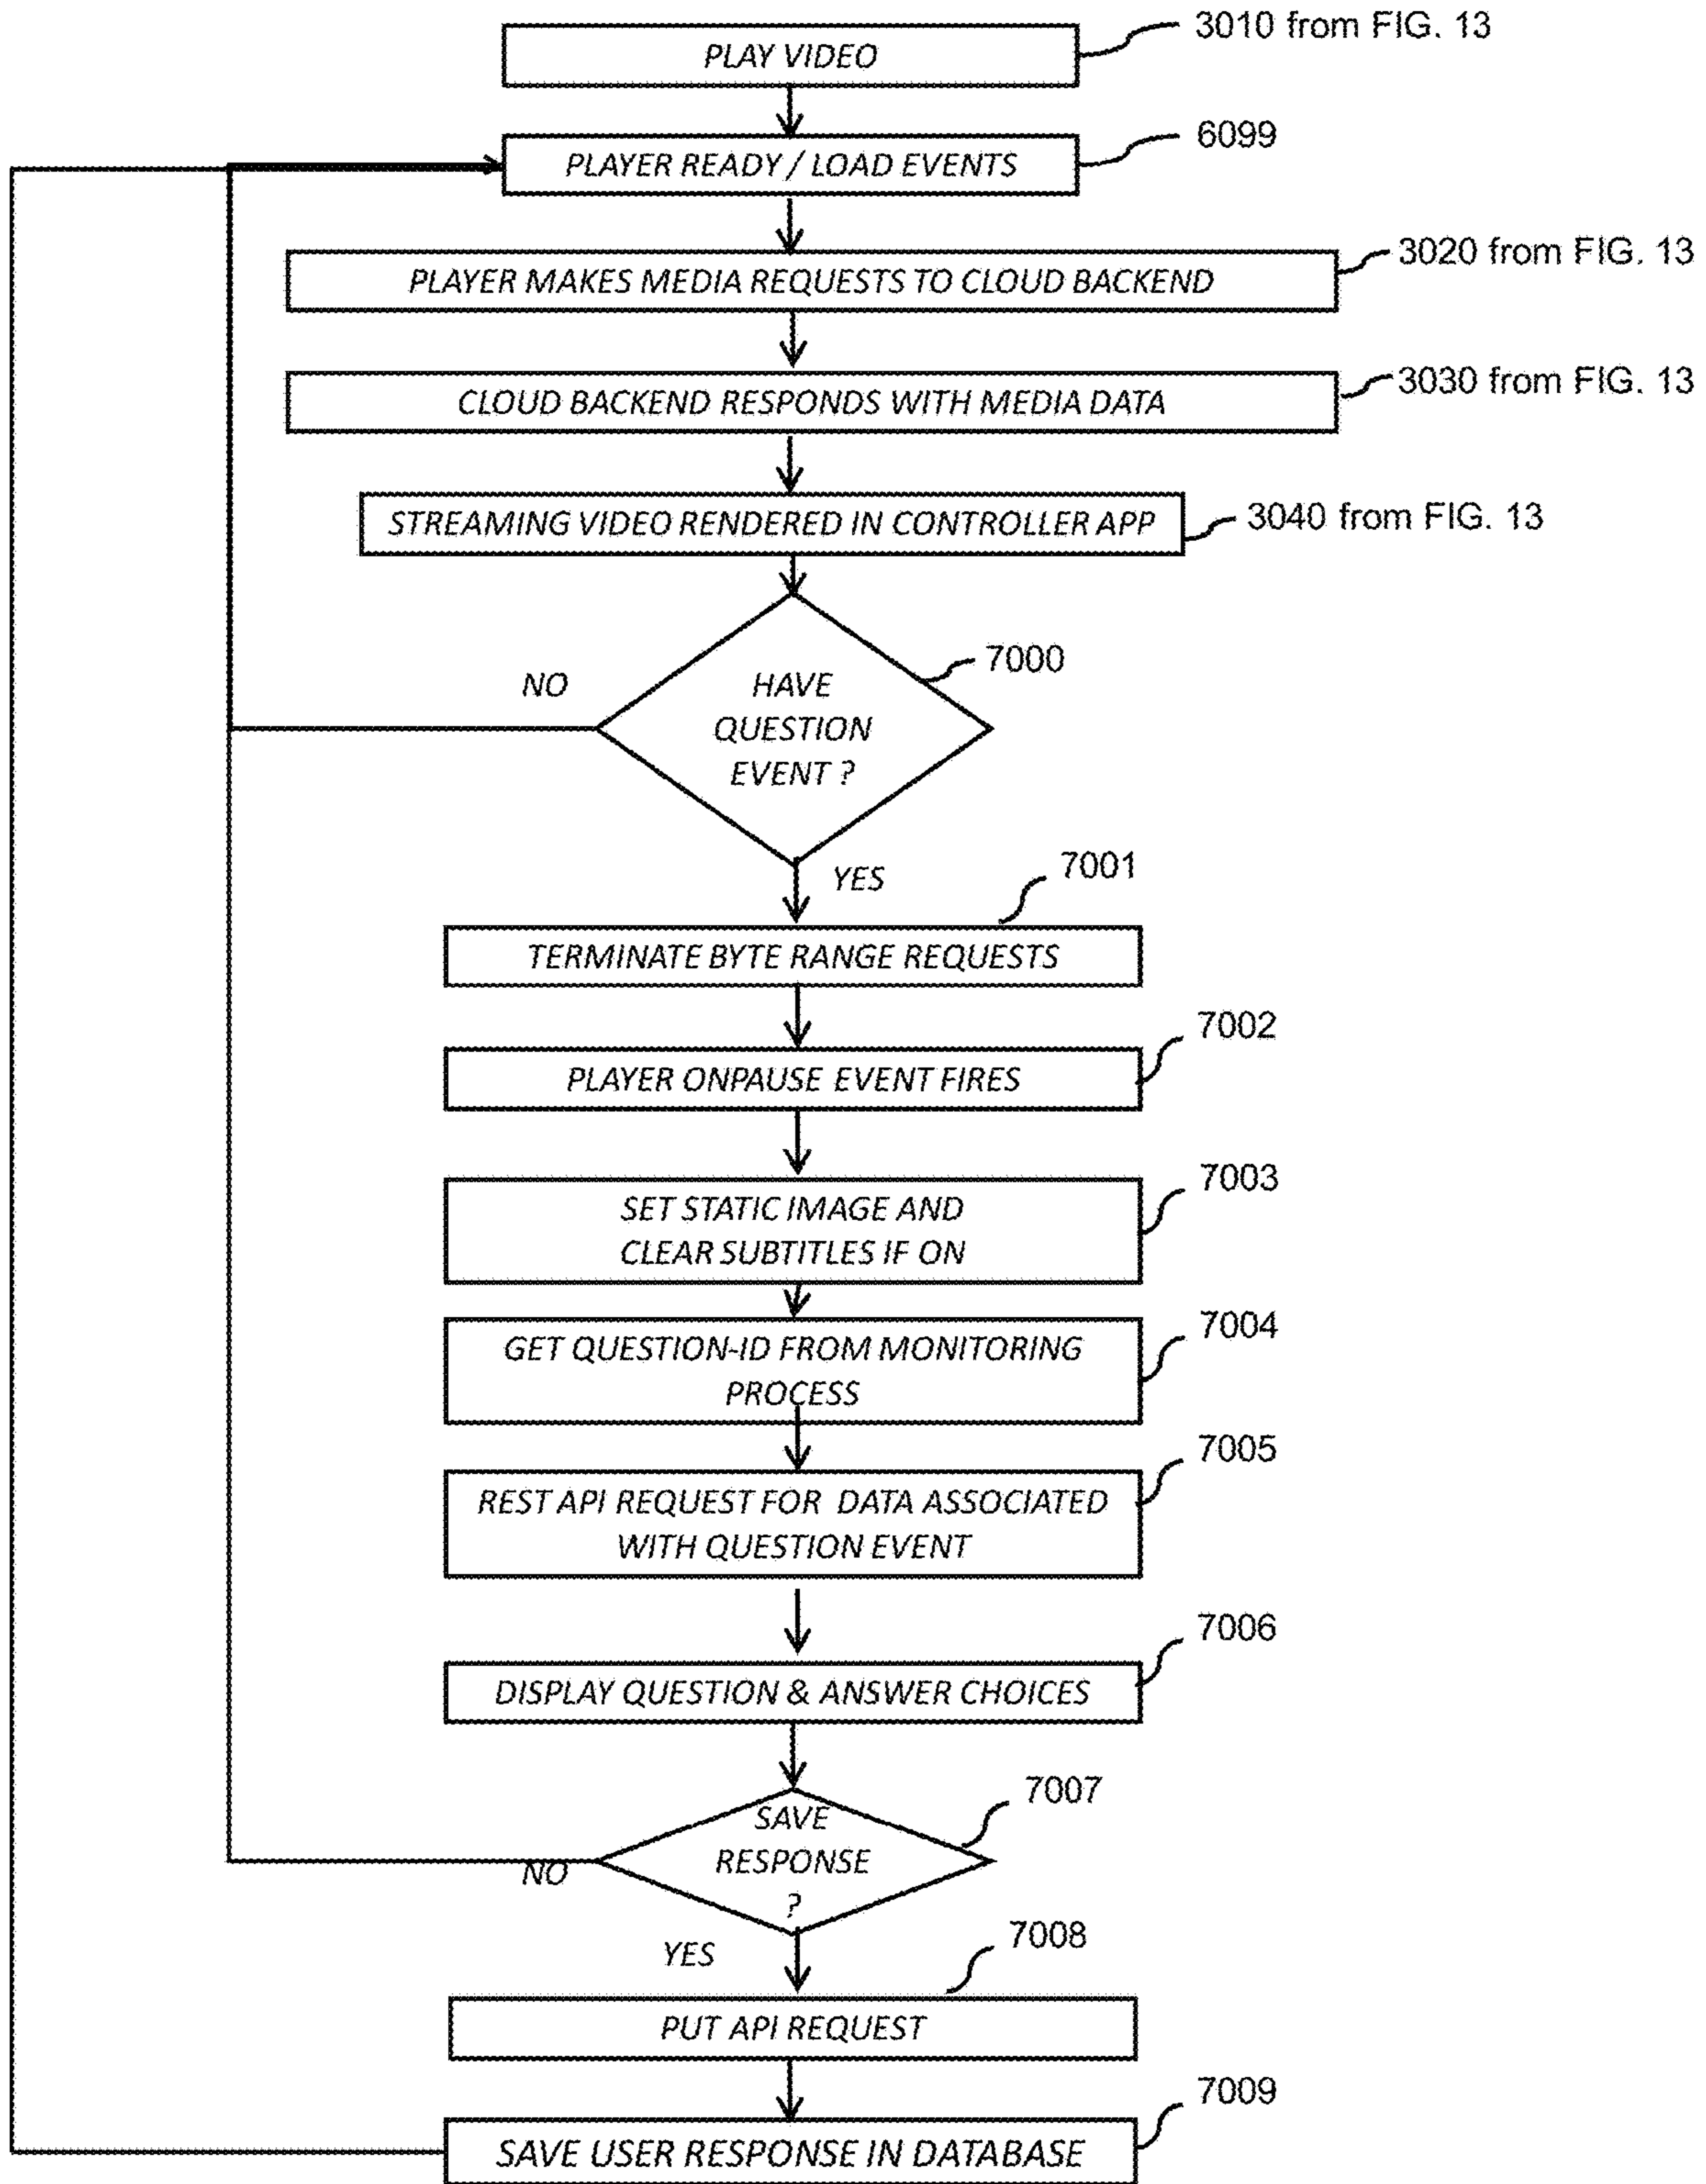 3010 from FIG. 13
PLAY VIDEO
6099
PLAYER READY / LOAD EVENTS
3020 from FIG. 13
PLAYER MAKES MEDIA REQUESTS TO CLOUD BACKEND
3030 from FIG. 13
CLOUD BACKEND RESPONDS WITH MEDIA DATA
STREAMING VIDEO RENDERED IN CONTROLLER APP
3040 from FIG. 13
7000
NO
HAVE
QUESTION
EVENT ?
YES
7001
TERMINATE BYTE RANGE REQUESTS
7002
PLAYER ONPAUSE EVENT FIRES
7003
SET STATIC IMAGE AND
CLEAR SUBTITLES IF ON
7004
GET QUESTION-ID FROM MONITORING
PROCESS
7005
REST API REQUEST FOR DATA ASSOCIATED
WITH QUESTION EVENT
7006
DISPLAY QUESTION & ANSWER CHOICES
7007
SAVE
RESPONSE
?
NO
YES
7008
PUT API REQUEST
7009
SAVE USER RESPONSE IN DATABASE